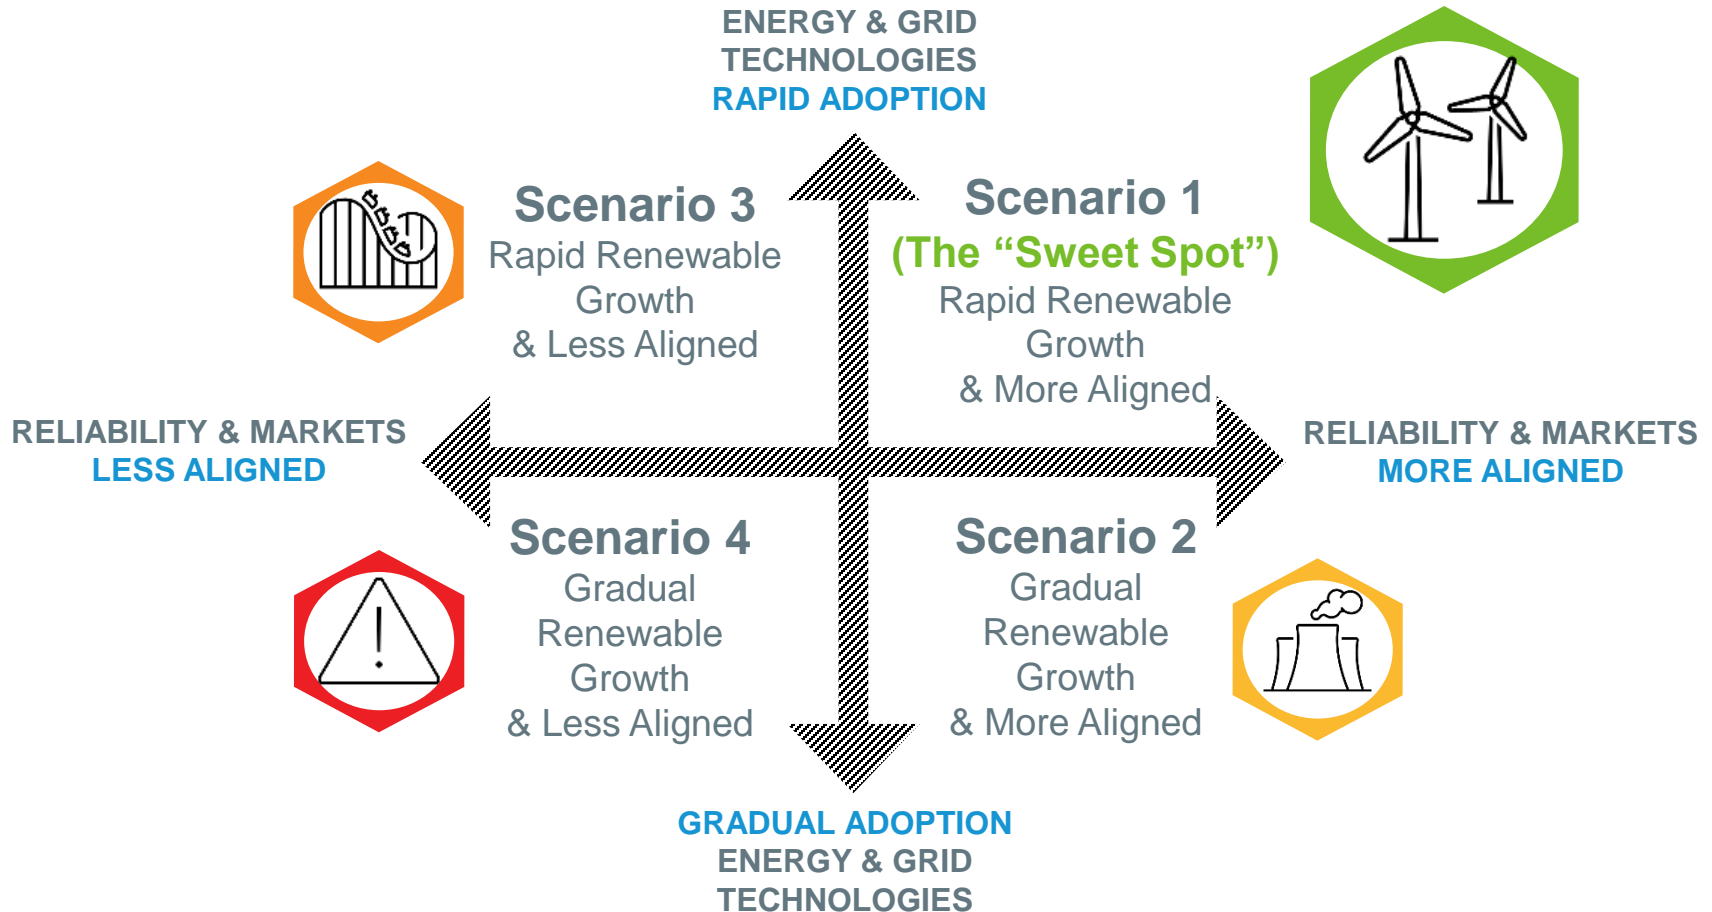 ENERGY & GRID
TECHNOLOGIES
RAPID ADOPTION
Scenario 3
Rapid Renewable
Growth
& Less Aligned
Scenario 1
(The “Sweet Spot”)
Rapid Renewable
Growth
& More Aligned
RELIABILITY & MARKETS
LESS ALIGNED
RELIABILITY & MARKETS
MORE ALIGNED
Scenario 4
Gradual
Renewable
Growth
& Less Aligned
Scenario 2
Gradual
Renewable
Growth
& More Aligned
GRADUAL ADOPTION
ENERGY & GRID
TECHNOLOGIES